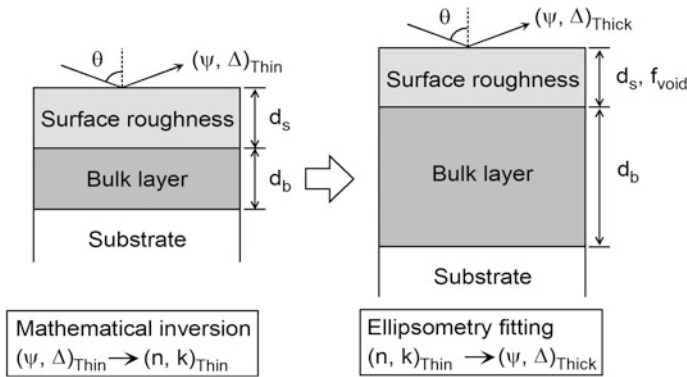 θ
(ψ, Δ)Thin
Surface roughness
ds
Bulk layer
db
Substrate
Mathematical inversion
(ψ, Δ)Thin → (n, k)Thin
θ
(ψ, Δ)Thick
Surface roughness
ds, fvoid
Bulk layer
db
Substrate
Ellipsometry fitting
(n, k)Thin → (ψ, Δ)Thick